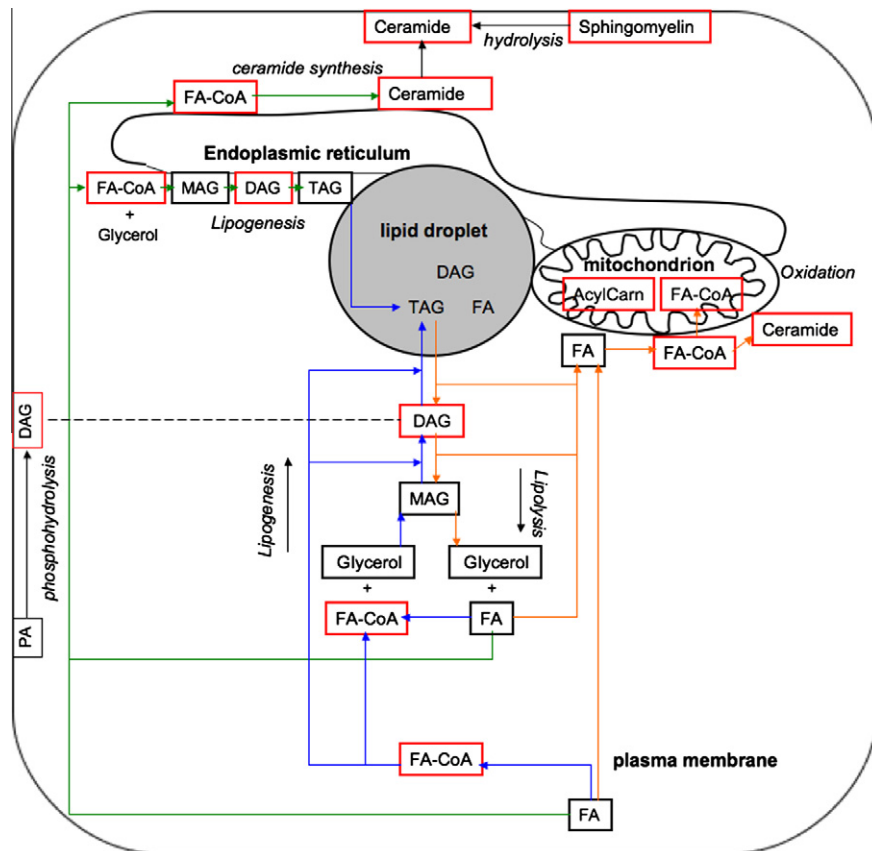 Ceramide
hydrolysis
Sphingomyelin
ceramide synthesis
FA-CoA
Ceramide
Endoplasmic reticulum
FA-CoA
MAG
DAG
TAG
+
Glycerol
Lipogenesis
lipid droplet
DAG
TAG
FA
mitochondrion
Oxidation
AcylCarn
FA-CoA
Ceramide
FA
FA-CoA
DAG
DAG
phosphohydrolysis
PA
Lipogenesis
MAG
Lipolysis
Glycerol
Glycerol
+
+
FA-CoA
FA
FA-CoA
plasma membrane
FA